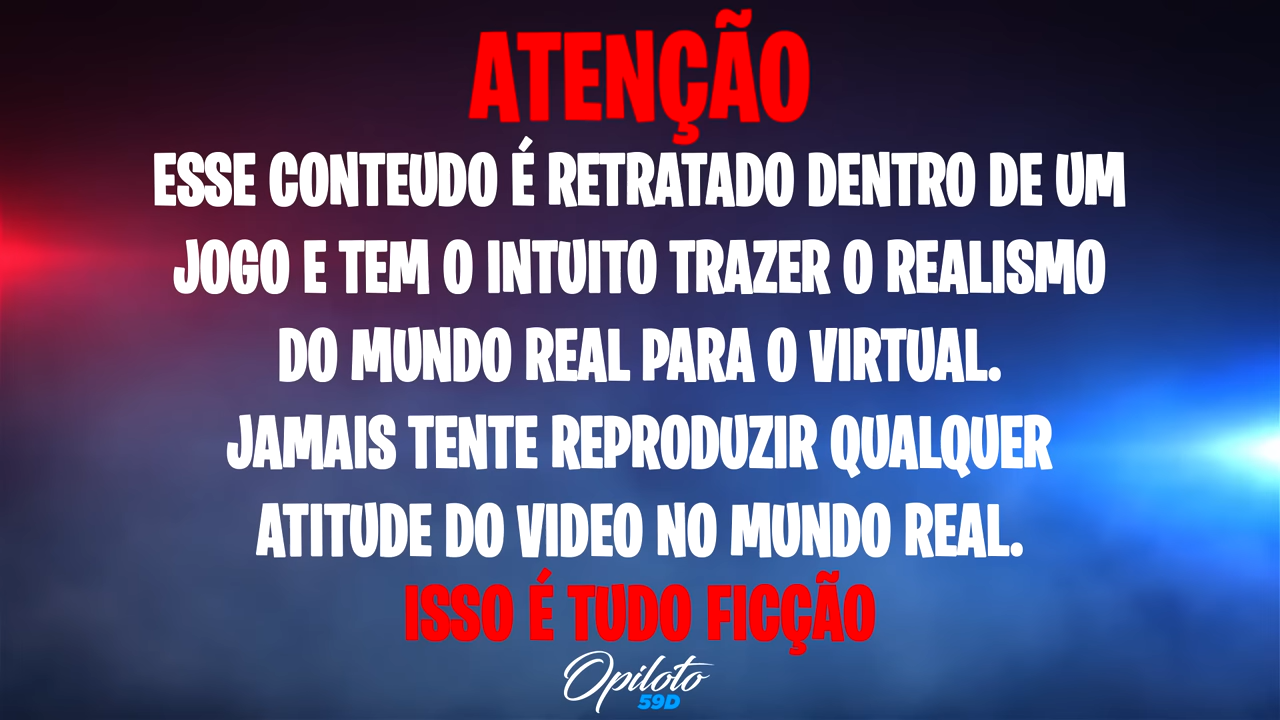 ATENÇÃO
ESSE CONTEUDO É RETRATADO DENTRO DE UM
JOGO E TEM O INTUITO TRAZER O REALISMO
DO MUNDO REAL PARA O VIRTUAL.
JAMAIS TENTE REPRODUZIR QUALQUER
ATITUDE DO VIDEO NO MUNDO REAL.
ISSO É TUDO FICÇÃO
Opiloto
59D